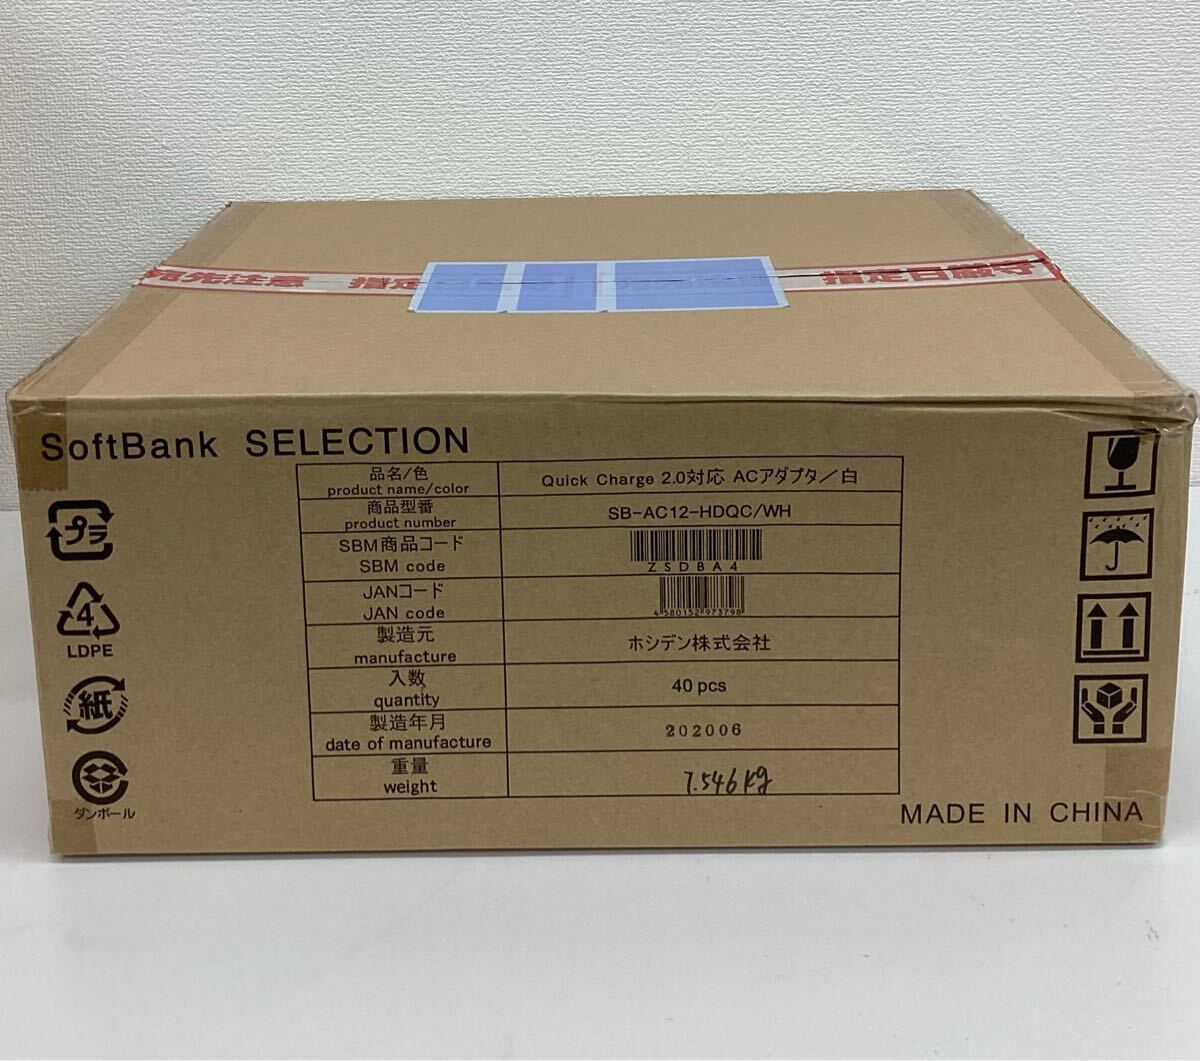 宛先注意 指定 指定日厳守
SoftBank SELECTION
品名/色
product name/color
Quick Charge 2.0対応 ACアダプタ/白
商品型番
product number
SB-AC12-HDQC/WH
SBM商品コード
SBM code
ZSDBA4
JANコード
JAN code
4 580152 973798
製造元
manufacture
ホシデン株式会社
入数
quantity
40 pcs
製造年月
date of manufacture
202006
重量
weight
7.546kg
プラ
4
LDPE
紙
ダンボール
MADE IN CHINA